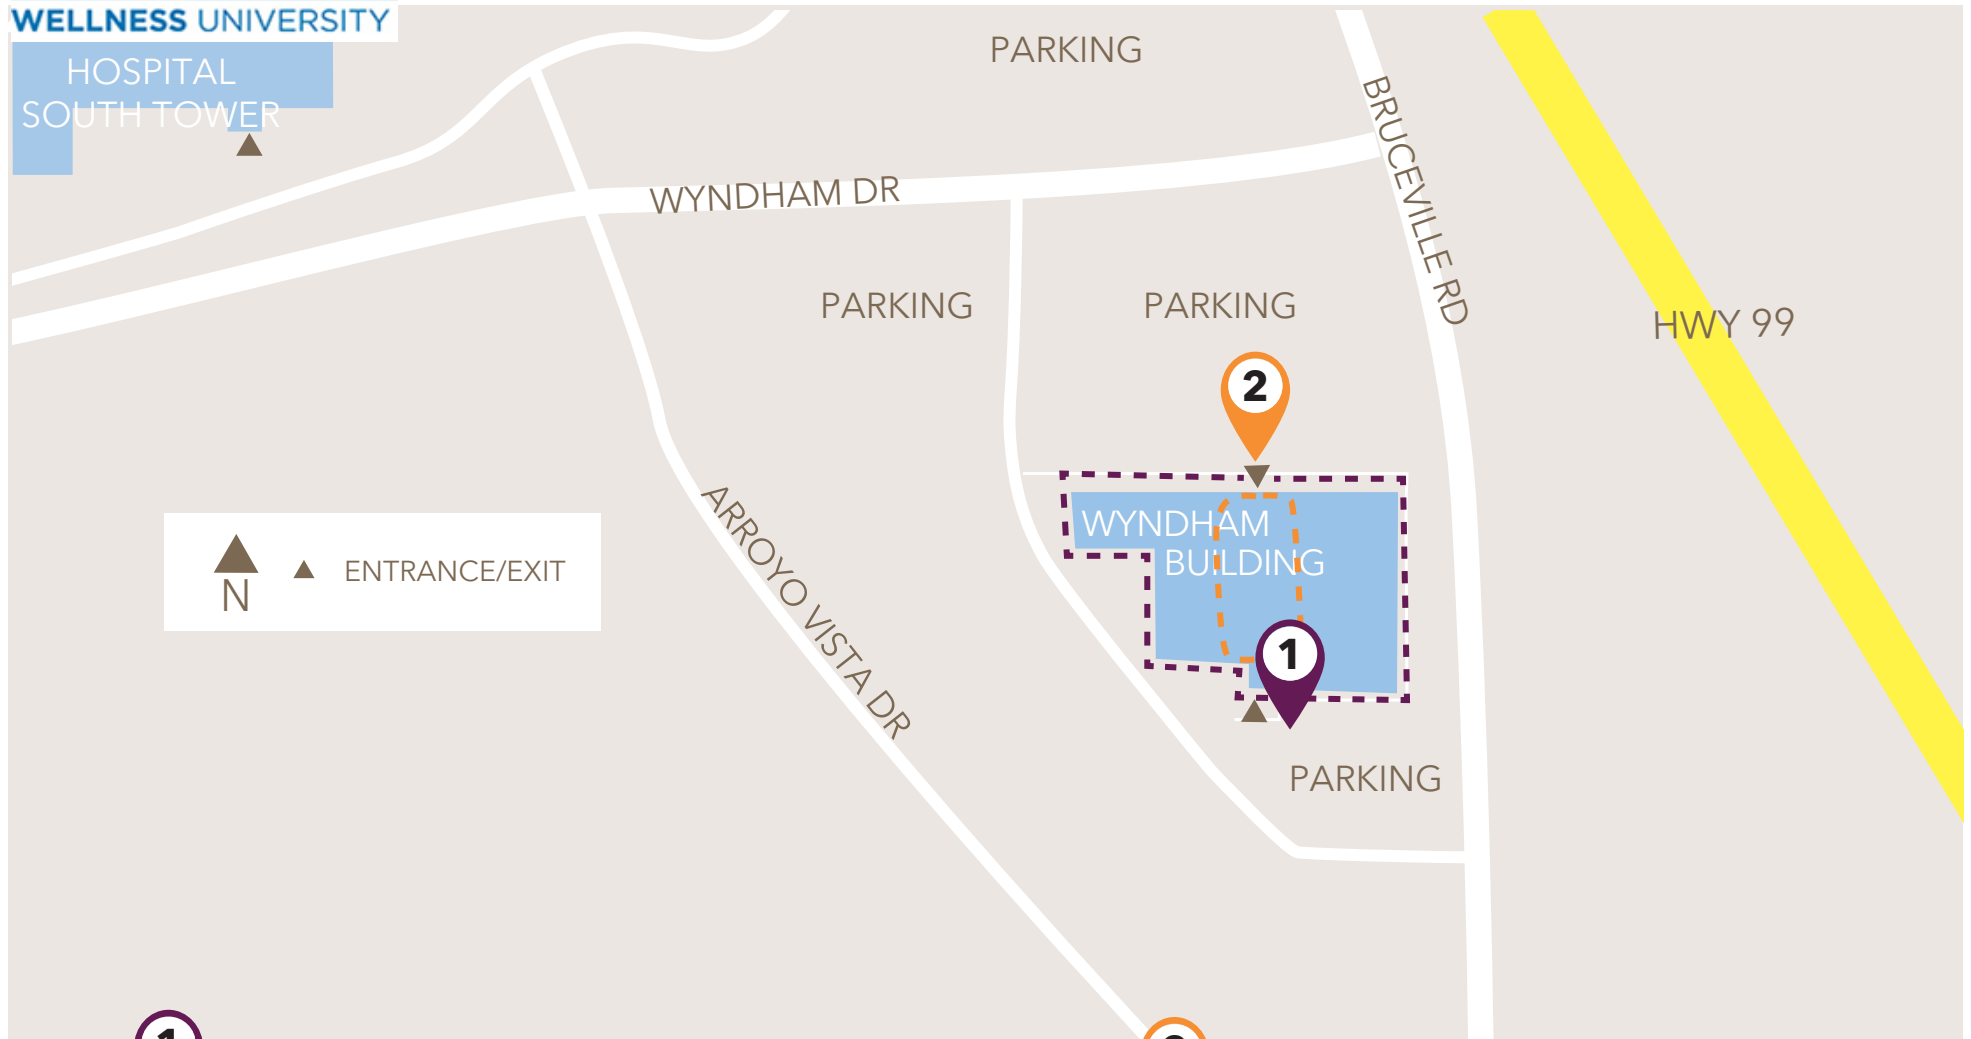 WELLNESS UNIVERSITY
HOSPITAL
SOUTH TOWER
PARKING
BRUCEVILLE RD
WYNDHAM DR
PARKING
PARKING
HWY 99
2
WYNDHAM
BUILDING
ARROYO VISTA DR
N
ENTRANCE/EXIT
1
PARKING